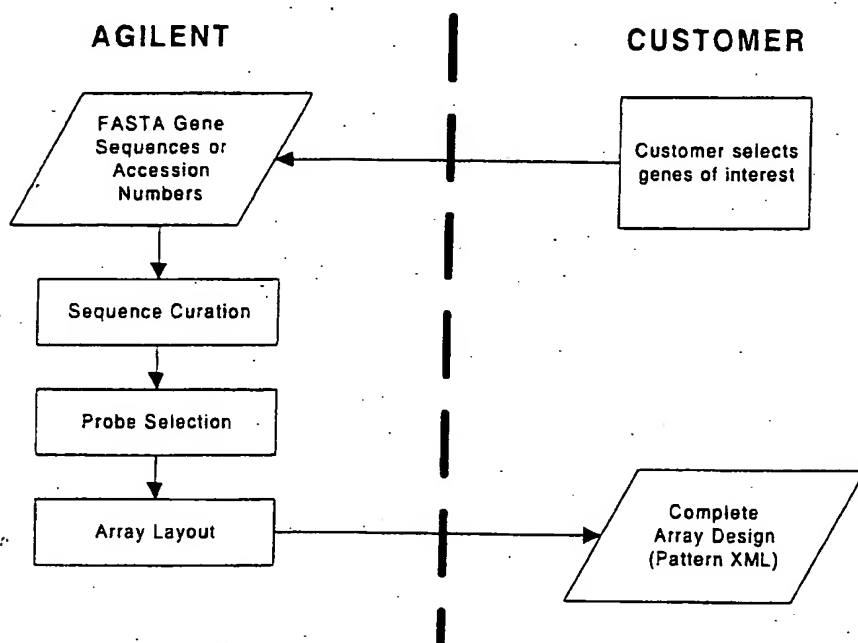 AGILENT
CUSTOMER
FASTA Gene
Sequences or
Accession
Numbers
Customer selects
genes of interest
Sequence Curation
Probe Selection
Array Layout
Complete
Array Design
(Pattern XML)